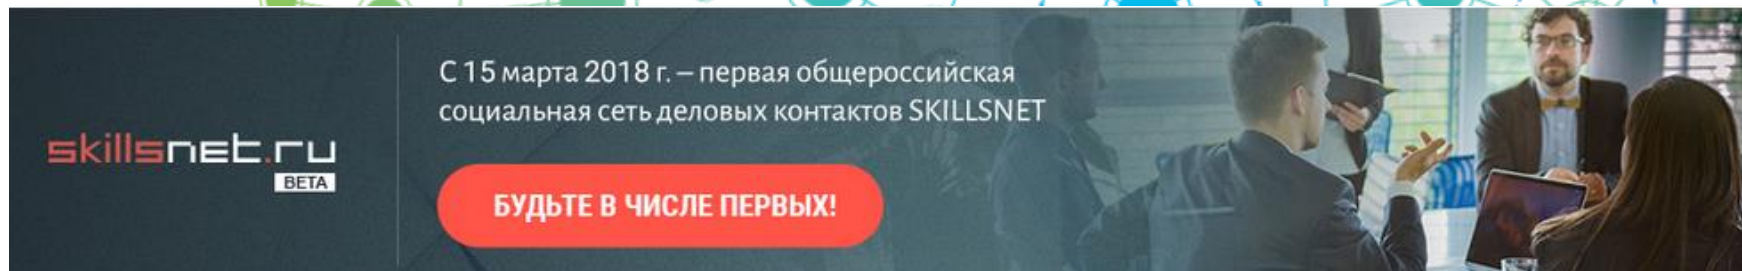 skillsnet.ru
BETA
С 15 марта 2018 г. – первая общероссийская
социальная сеть деловых контактов SKILLSNET
БУДЬТЕ В ЧИСЛЕ ПЕРВЫХ!